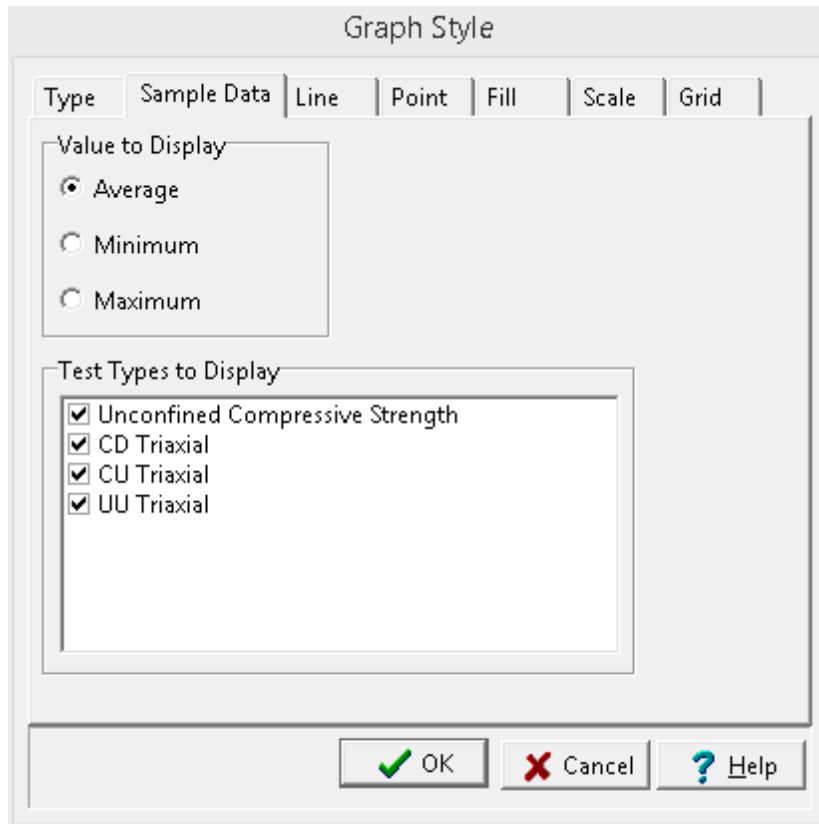 Graph Style
Type Sample Data Line Point Fill Scale Grid
Value to Display
Average
Minimum
Maximum
Test Types to Display
Unconfined Compressive Strength
CD Triaxial
CU Triaxial
UU Triaxial
OK Cancel Help